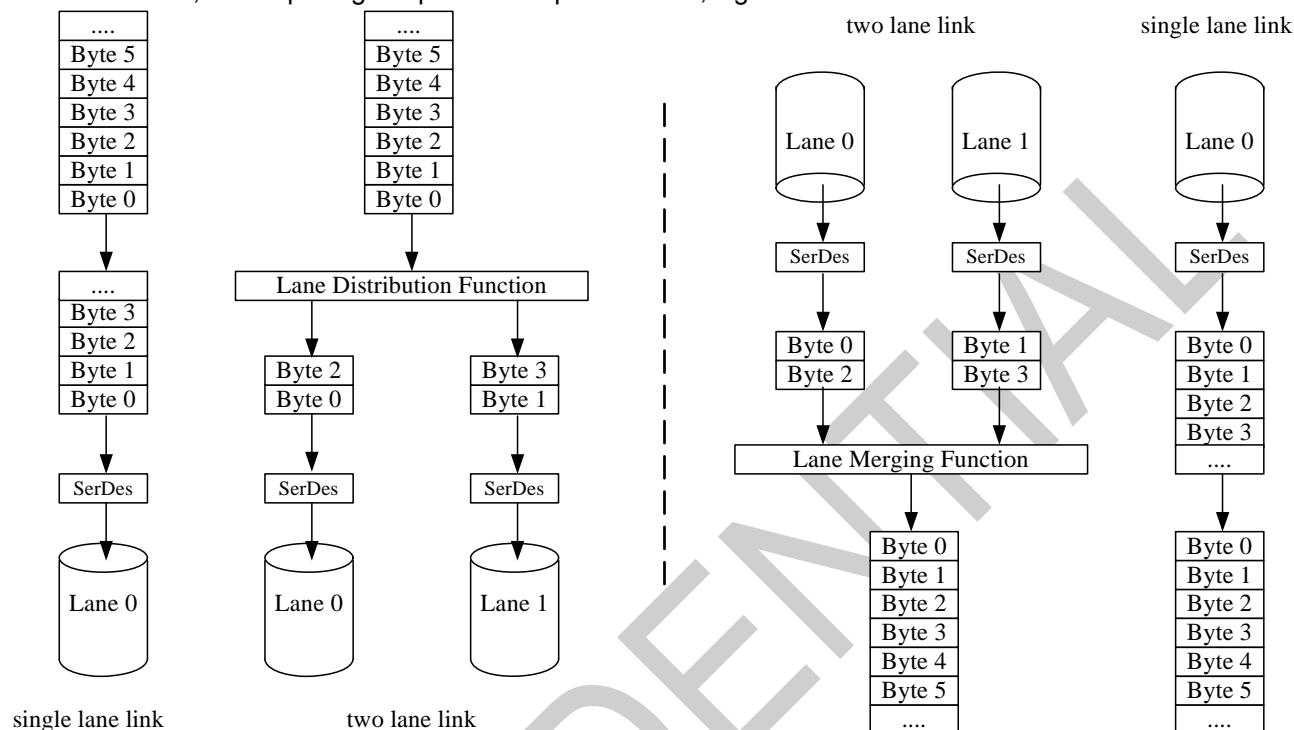 ....
Byte 5
Byte 4
Byte 3
Byte 2
Byte 1
Byte 0
....
Byte 3
Byte 2
Byte 1
Byte 0
SerDes
Lane 0
single lane link
....
Byte 5
Byte 4
Byte 3
Byte 2
Byte 1
Byte 0
Lane Distribution Function
Byte 2
Byte 0
Byte 3
Byte 1
SerDes
SerDes
Lane 0
Lane 1
two lane link
two lane link
Lane 0
Lane 1
SerDes
SerDes
Byte 0
Byte 2
Byte 1
Byte 3
Lane Merging Function
Byte 0
Byte 1
Byte 2
Byte 3
Byte 4
Byte 5
....
single lane link
Lane 0
SerDes
Byte 0
Byte 1
Byte 2
Byte 3
....
Byte 0
Byte 1
Byte 2
Byte 3
Byte 4
Byte 5
....
DENTIAL